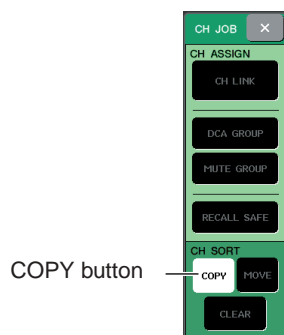 CH JOB ×
CH ASSIGN
CH LINK
DCA GROUP
MUTE GROUP
RECALL SAFE
CH SORT
COPY button
COPY MOVE
CLEAR